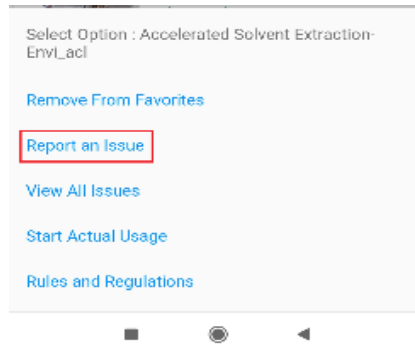 Select Option : Accelerated Solvent Extraction-
Envi_acl
Remove From Favorites
Report an Issue
View All Issues
Start Actual Usage
Rules and Regulations